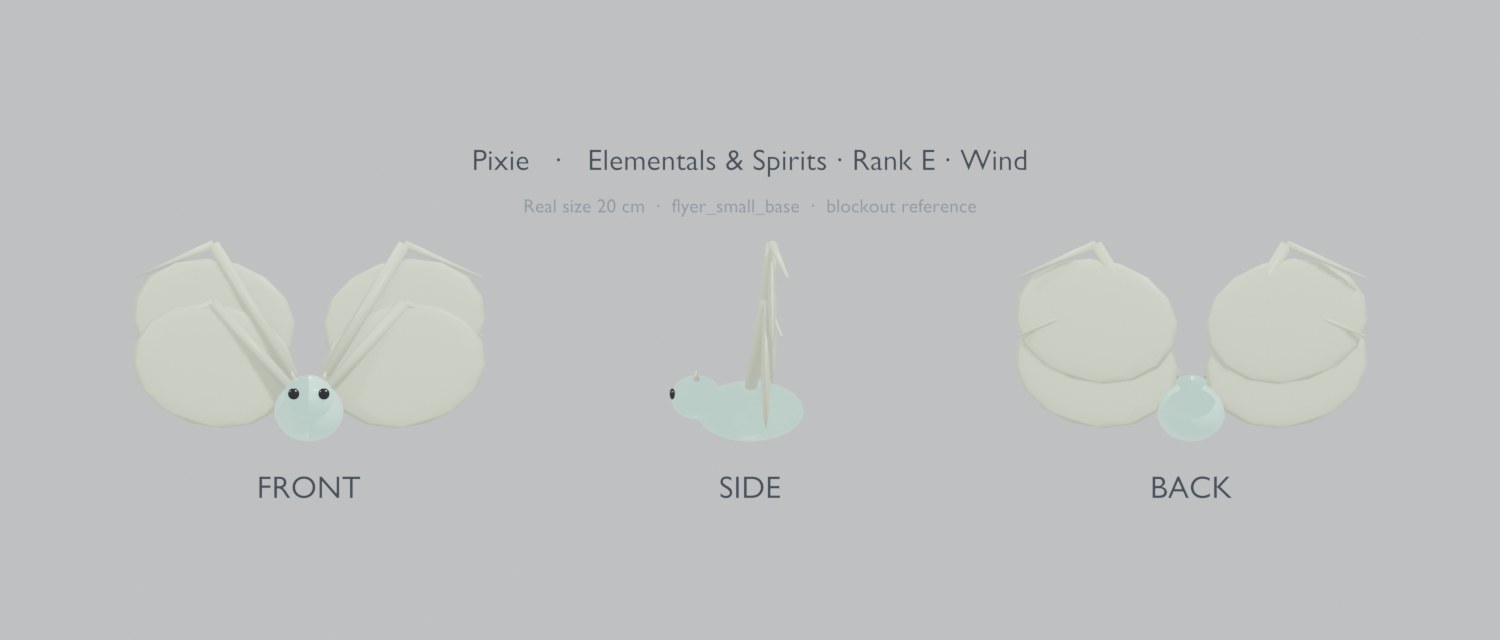 Pixie · Elementals & Spirits · Rank E · Wind
Real size 20 cm · flyer_small_base · blockout reference
FRONT
SIDE
BACK